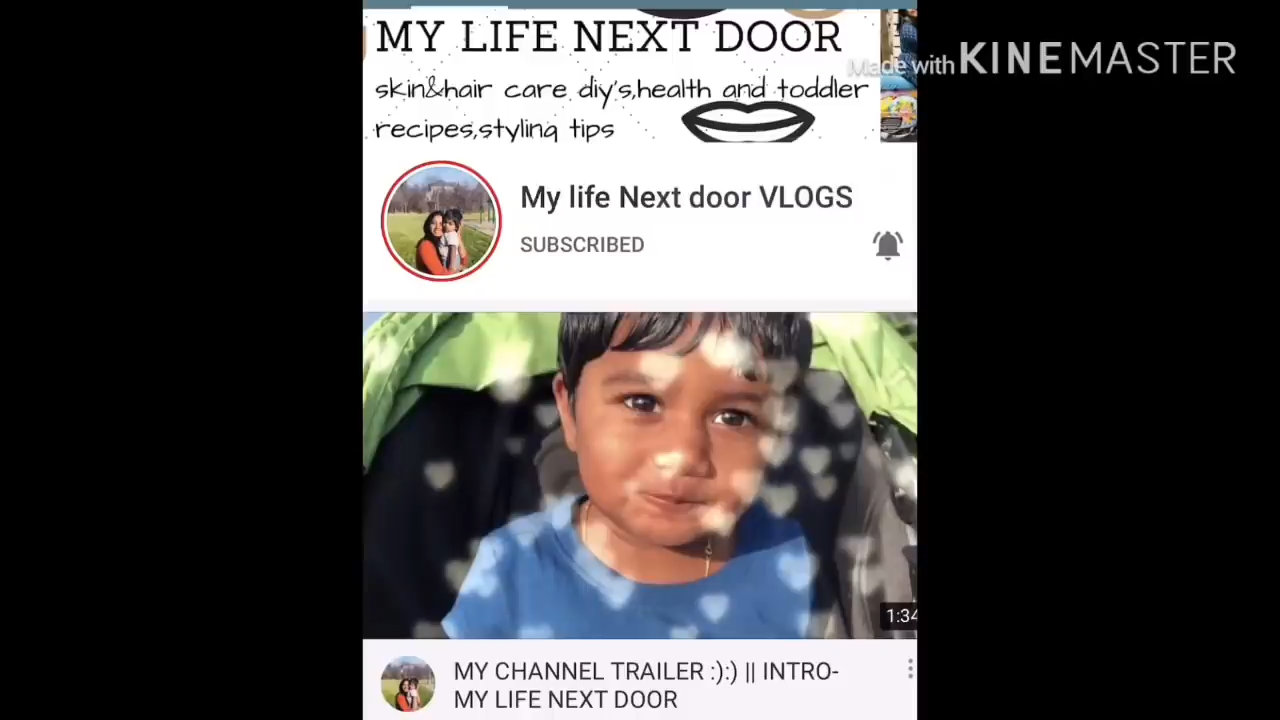 MY LIFE NEXT DOOR
Made with KINEMASTER
skin&hair care diy's,health and toddler
recipes,styling tips
My life Next door VLOGS
SUBSCRIBED
1:34
MY CHANNEL TRAILER :):) || INTRO-
MY LIFE NEXT DOOR